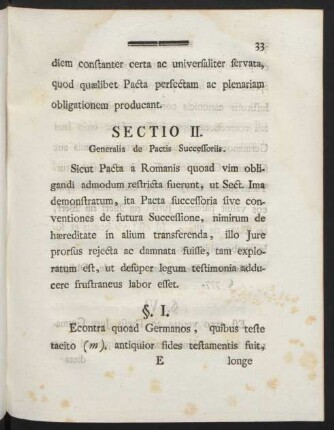 33
diem conſtanter certa ac univerſaliter ſervata,
quod quælibet Pacta perfectam ac plenariam
obligationem producant.
SECTIO II.
Generalia de Pactis Succeſſoriis.
Sicut Pacta a Romanis quoad vim obli-
gandi admodum reſtricta fuerunt, ut Sect. Ima
demonſtratum, ita Pacta ſucceſſoria ſive con-
ventiones de futura Succeſſione, nimirum de
hæreditate in alium transferenda, illo Jure
prorſus rejecta ac damnata fuiſſe, tam explo-
ratum eſt, ut deſuper legum teſtimonia addu-
cere fruſtraneus labor eſſet.
§. I.
Econtra quoad Germanos, quibus teſte
tacito (m), antiquior fides teſtamentis fuit,
E longe